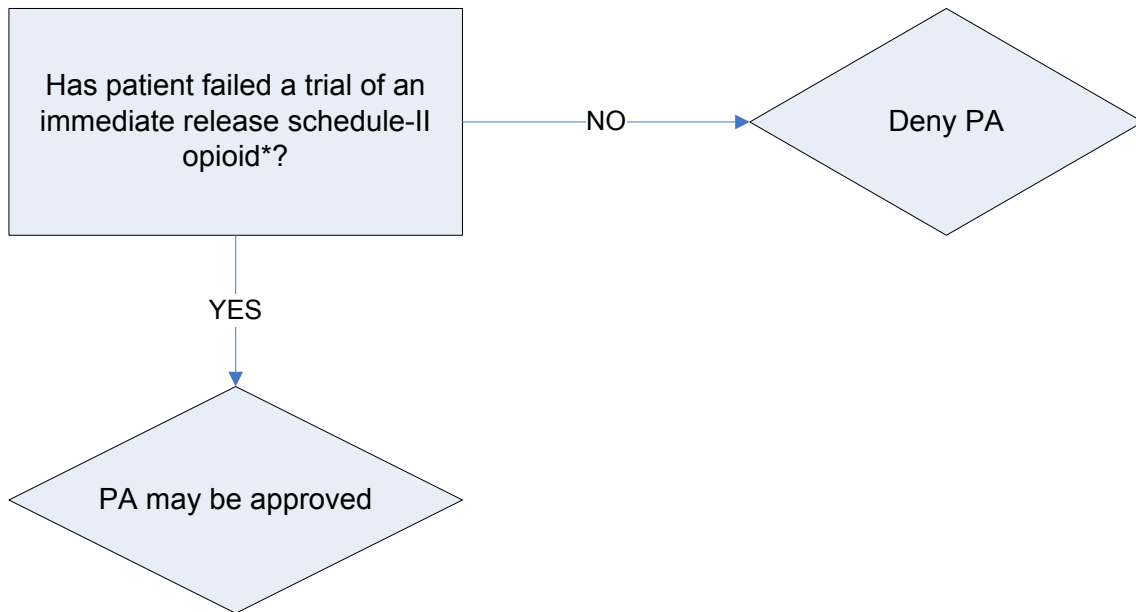 Has patient failed a trial of an
immediate release schedule-II
opioid*?
NO
Deny PA
YES
PA may be approved